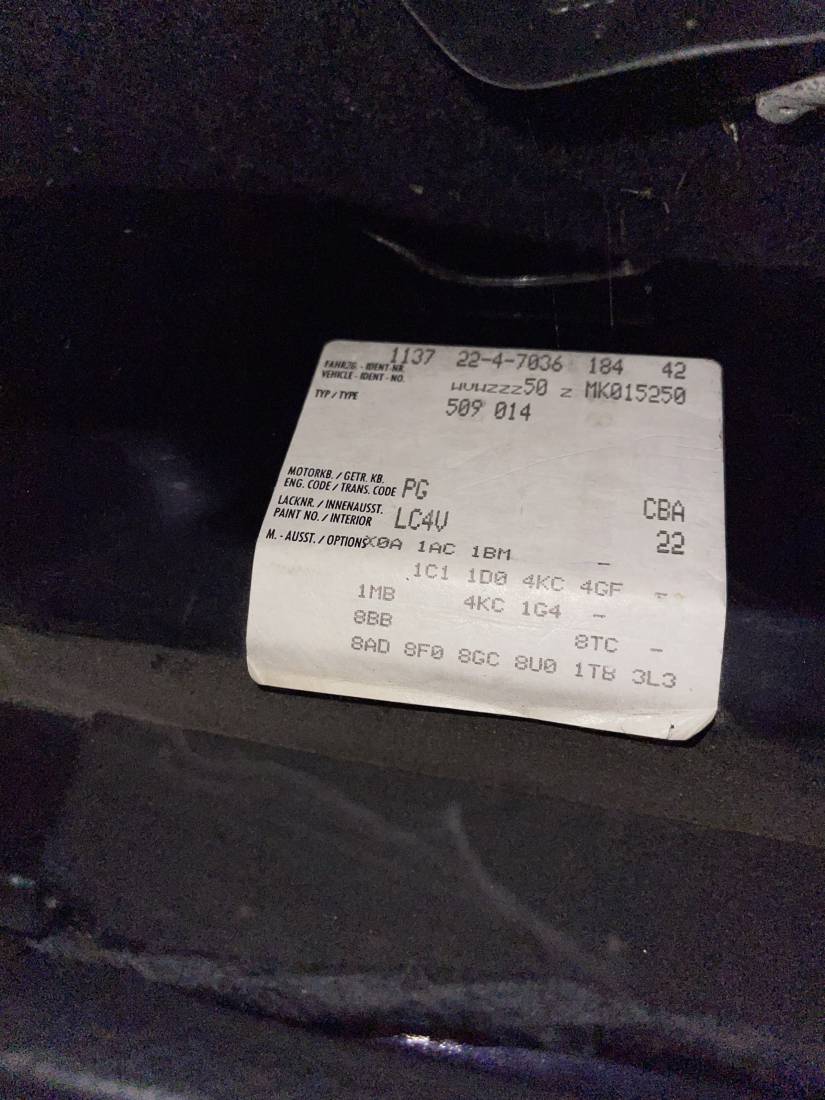 1137 22-4-7036 184 42
FAHRZG. - IDENT-NR.
VEHICLE - IDENT - NO. WVWZZZ50 Z MK015250
TYP / TYPE 509 014
MOTORKB. / GETR. KB.
ENG. CODE / TRANS. CODE PG CBA
LACKNR. / INNENAUSST.
PAINT NO. / INTERIOR LC4V 22
M. - AUSST. / OPTIONS X0A 1AC 1BM –
1C1 1D0 4KC 4GF –
1MB 4KC 1G4 –
8BB 8TC –
8AD 8F0 8GC 8U0 1TB 3L3